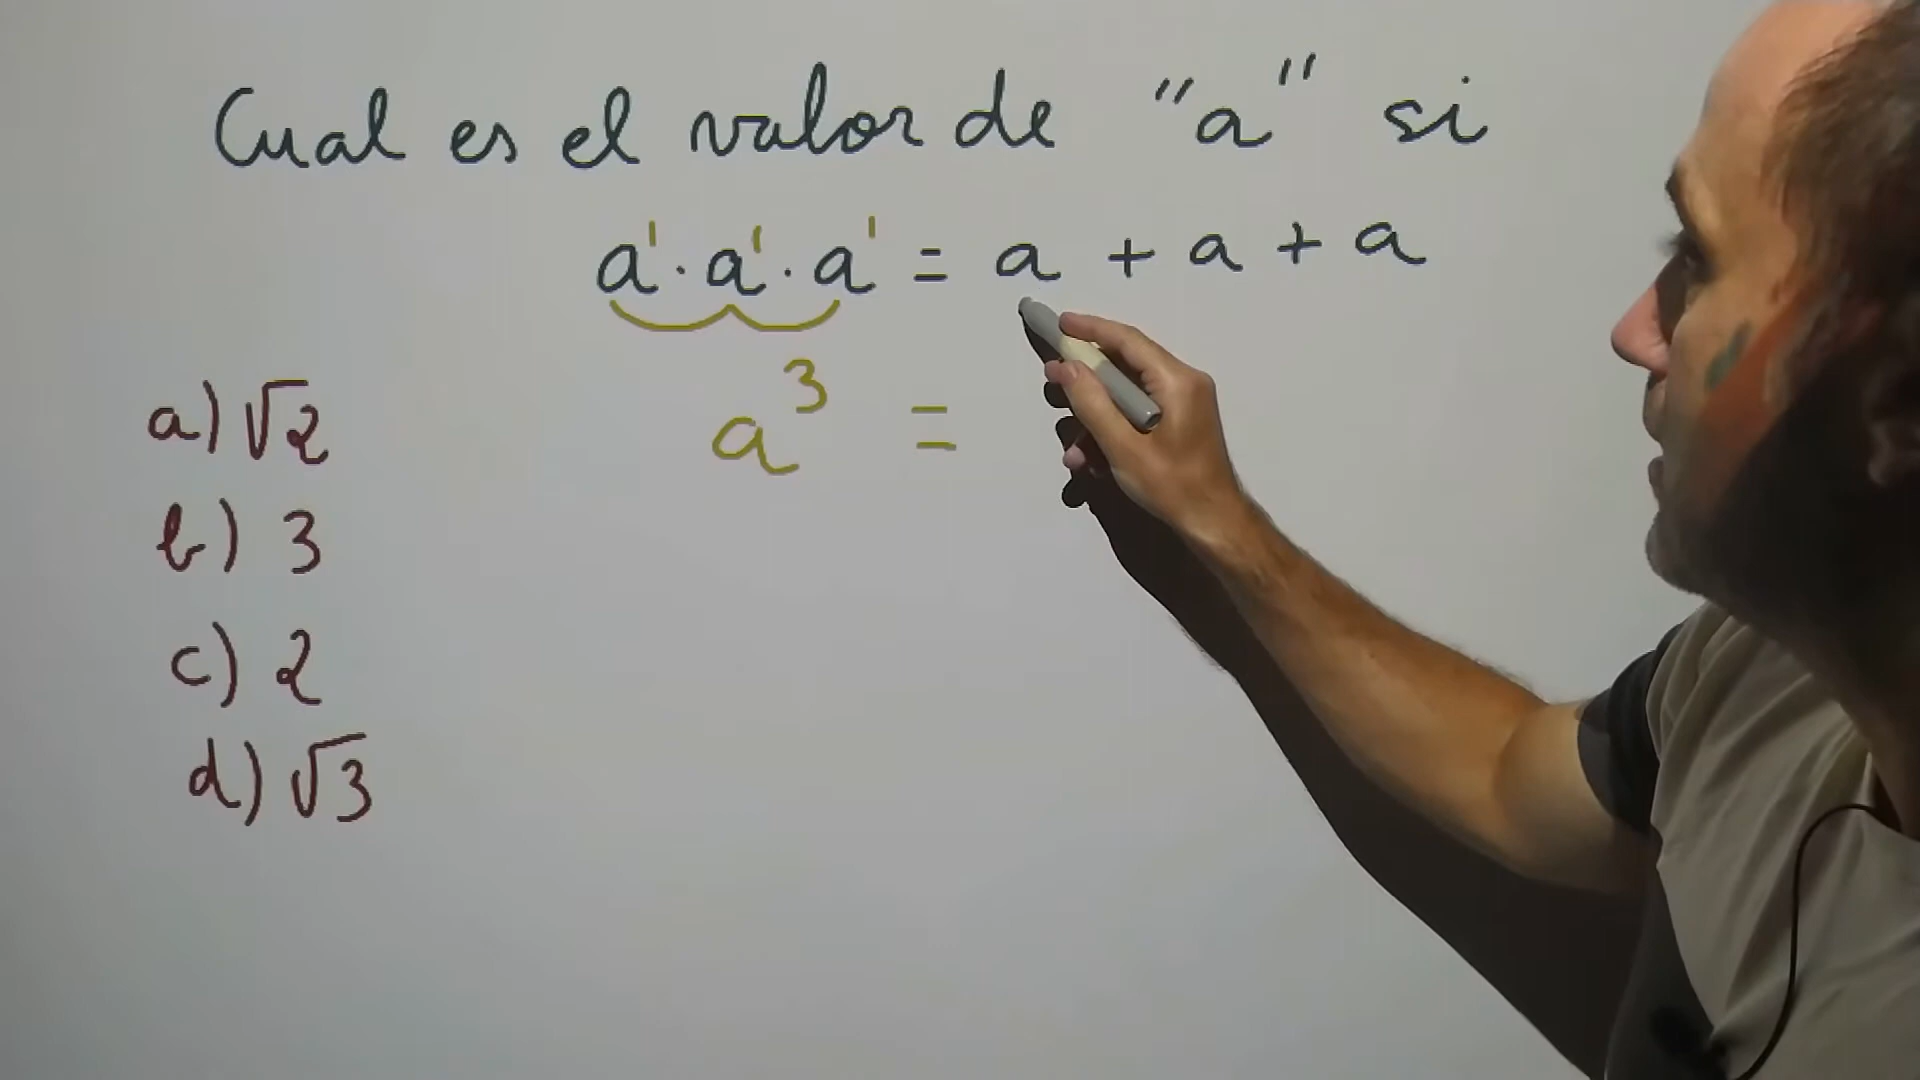 Cual es el valor de "a" si
a¹ · a¹ · a¹ = a + a + a
a³ =
a) √2
b) 3
c) 2
d) √3